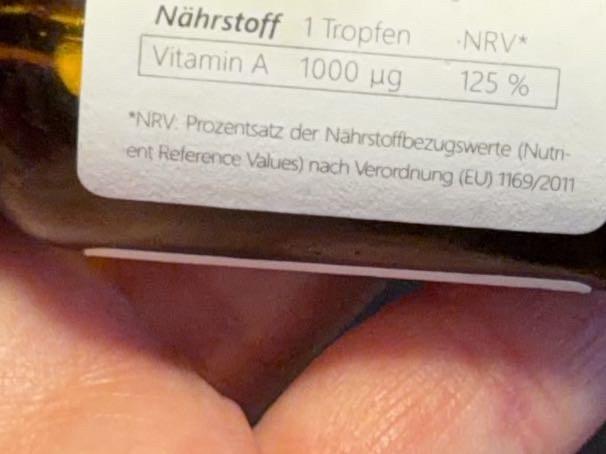 Nährstoff 1 Tropfen NRV*
Vitamin A 1000 µg 125 %
*NRV: Prozentsatz der Nährstoffbezugswerte (Nutri-
ent Reference Values) nach Verordnung (EU) 1169/2011